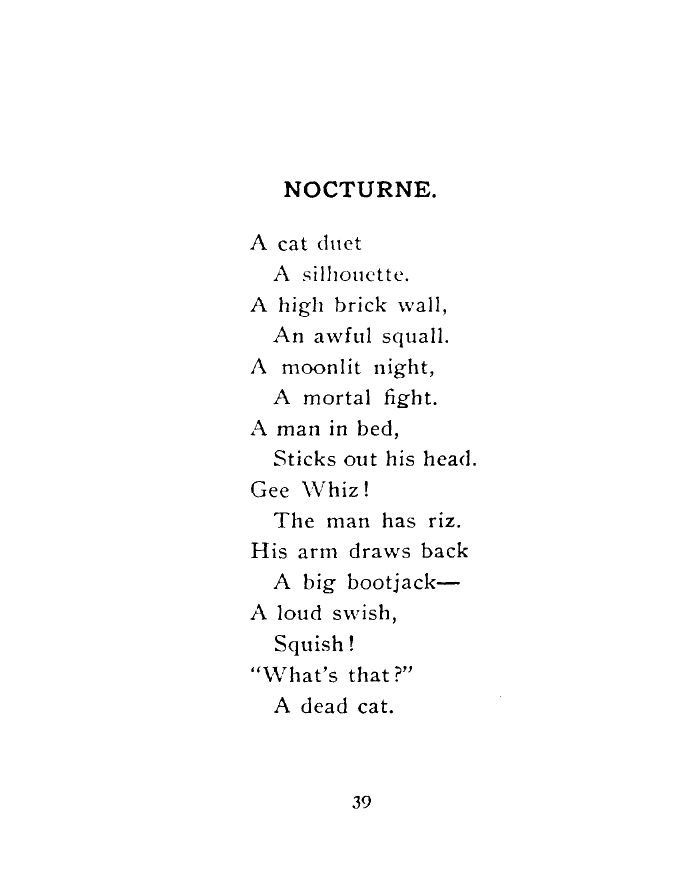 NOCTURNE.
A cat duet
A silhouette.
A high brick wall,
An awful squall.
A moonlit night,
A mortal fight.
A man in bed,
Sticks out his head.
Gee Whiz!
The man has riz.
His arm draws back
A big bootjack—
A loud swish,
Squish!
"What's that?"
A dead cat.
39